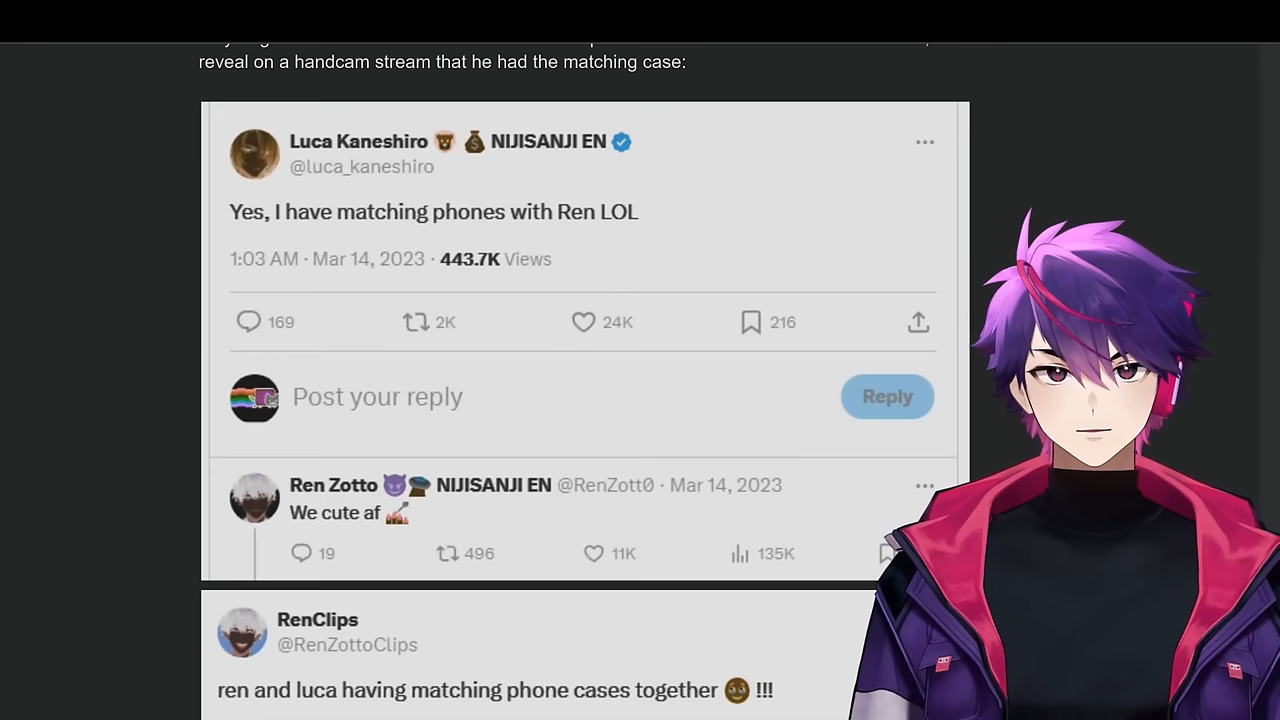 reveal on a handcam stream that he had the matching case:
Luca Kaneshiro 🐻 💰 NIJISANJI EN
@luca_kaneshiro
Yes, I have matching phones with Ren LOL
1:03 AM · Mar 14, 2023 · 443.7K Views
169 2K 24K 216
Post your reply
Reply
Ren Zotto 😈 NIJISANJI EN @RenZott0 · Mar 14, 2023
We cute af
19 496 11K 135K
RenClips
@RenZottoClips
ren and luca having matching phone cases together 🥹 !!!